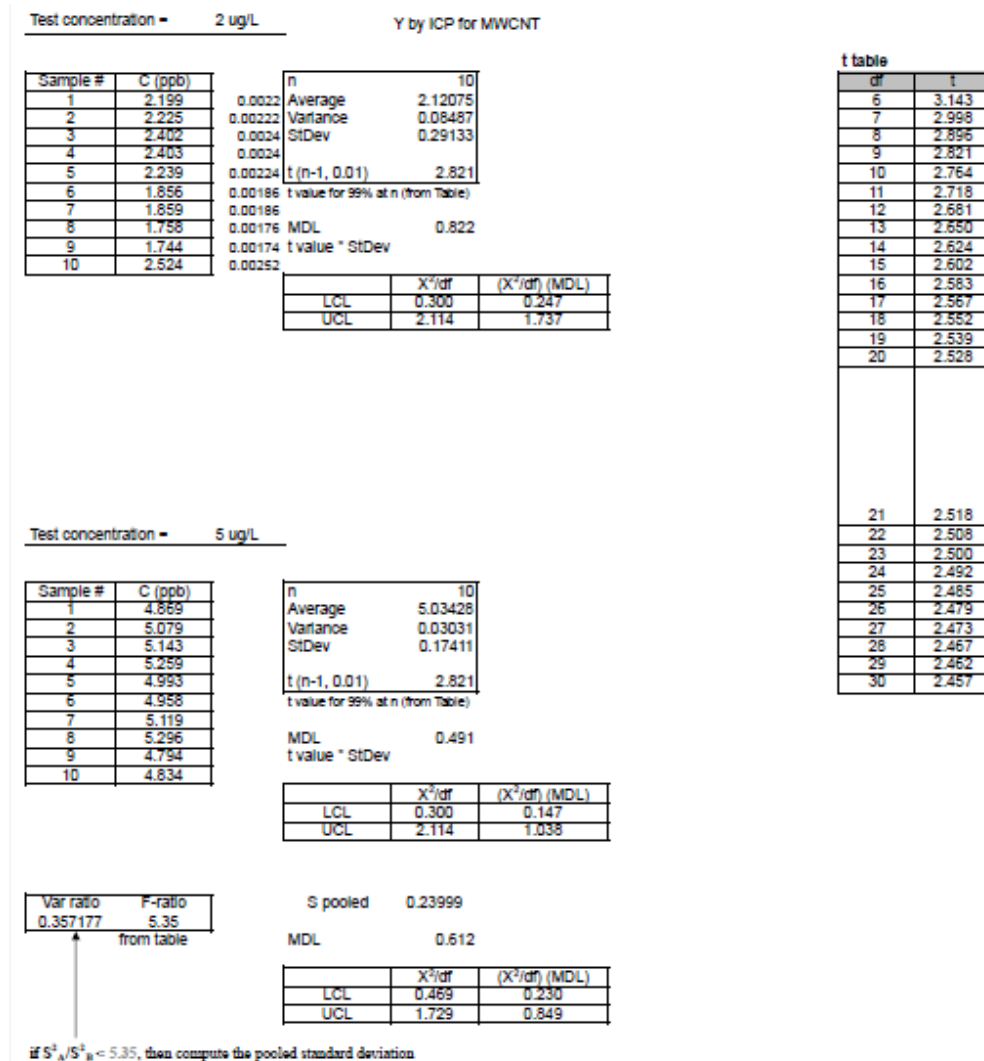 Test concentration = 2 ug/L
Y by ICP for MWCNT
Sample # C (ppb)
1 2.199 0.0022
2 2.225 0.00222
3 2.402 0.0024
4 2.403 0.0024
5 2.239 0.00224
6 1.856 0.00186
7 1.859 0.00186
8 1.758 0.00176
9 1.744 0.00174
10 2.524 0.00252
n 10
Average 2.12075
Variance 0.08487
StDev 0.29133
t (n-1, 0.01) 2.821
t value for 99% at n (from Table)
MDL 0.822
t value * StDev
X²/df (X²/df) (MDL)
LCL 0.300 0.247
UCL 2.114 1.737
t table
df t
6 3.143
7 2.998
8 2.896
9 2.821
10 2.764
11 2.718
12 2.681
13 2.650
14 2.624
15 2.602
16 2.583
17 2.567
18 2.552
19 2.539
20 2.528
21 2.518
22 2.508
23 2.500
24 2.492
25 2.485
26 2.479
27 2.473
28 2.467
29 2.462
30 2.457
Test concentration = 5 ug/L
Sample # C (ppb)
1 4.869
2 5.079
3 5.143
4 5.259
5 4.993
6 4.958
7 5.119
8 5.296
9 4.794
10 4.834
n 10
Average 5.03428
Variance 0.03031
StDev 0.17411
t (n-1, 0.01) 2.821
t value for 99% at n (from Table)
MDL 0.491
t value * StDev
X²/df (X²/df) (MDL)
LCL 0.300 0.147
UCL 2.114 1.038
Var ratio F-ratio
0.357177 5.35
from table
S pooled 0.23999
MDL 0.612
X²/df (X²/df) (MDL)
LCL 0.469 0.230
UCL 1.729 0.849
if S²A/S²B < 5.35, then compute the pooled standard deviation